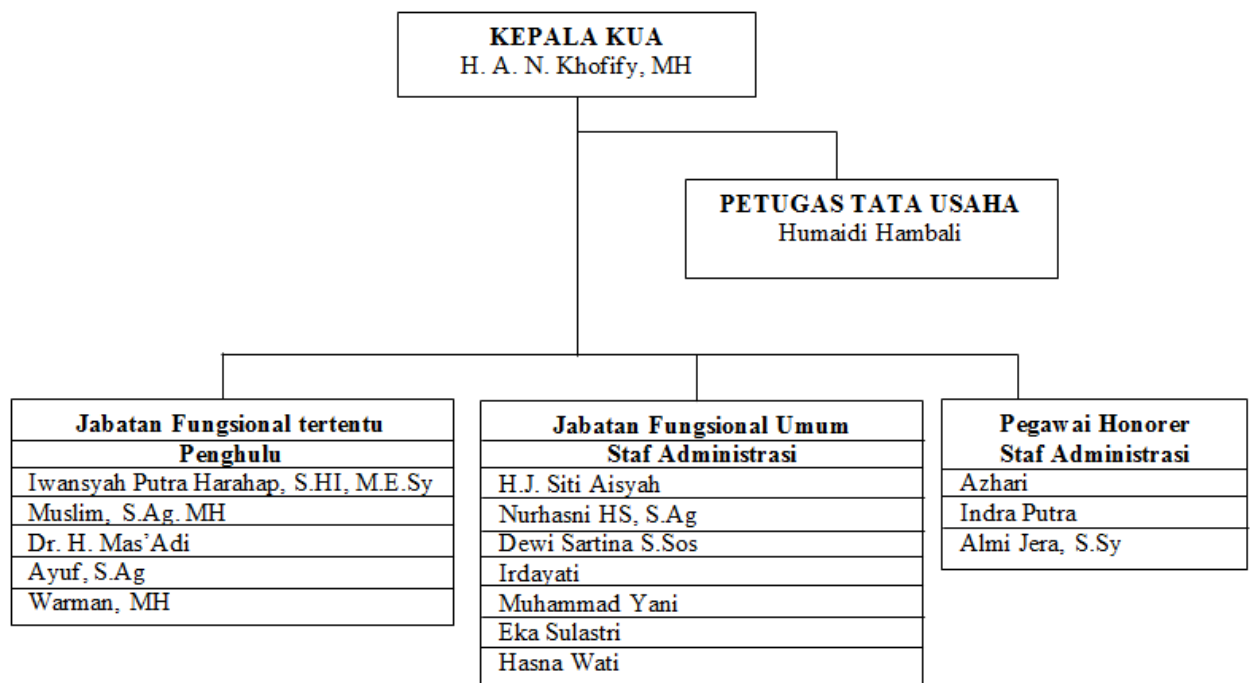 KEPALA KUA
H. A. N. Khofify, MH
PETUGAS TATA USAHA
Humaidi Hambali
Jabatan Fungsional tertentu
Penghulu
Iwansyah Putra Harahap, S.HI, M.E.Sy
Muslim, S.Ag. MH
Dr. H. Mas’Adi
Ayuf, S.Ag
Warman, MH
Jabatan Fungsional Umum
Staf Administrasi
H.J. Siti Aisyah
Nurhasni HS, S.Ag
Dewi Sartina S.Sos
Irdayati
Muhammad Yani
Eka Sulastri
Hasna Wati
Pegawai Honorer
Staf Administrasi
Azhari
Indra Putra
Almi Jera, S.Sy